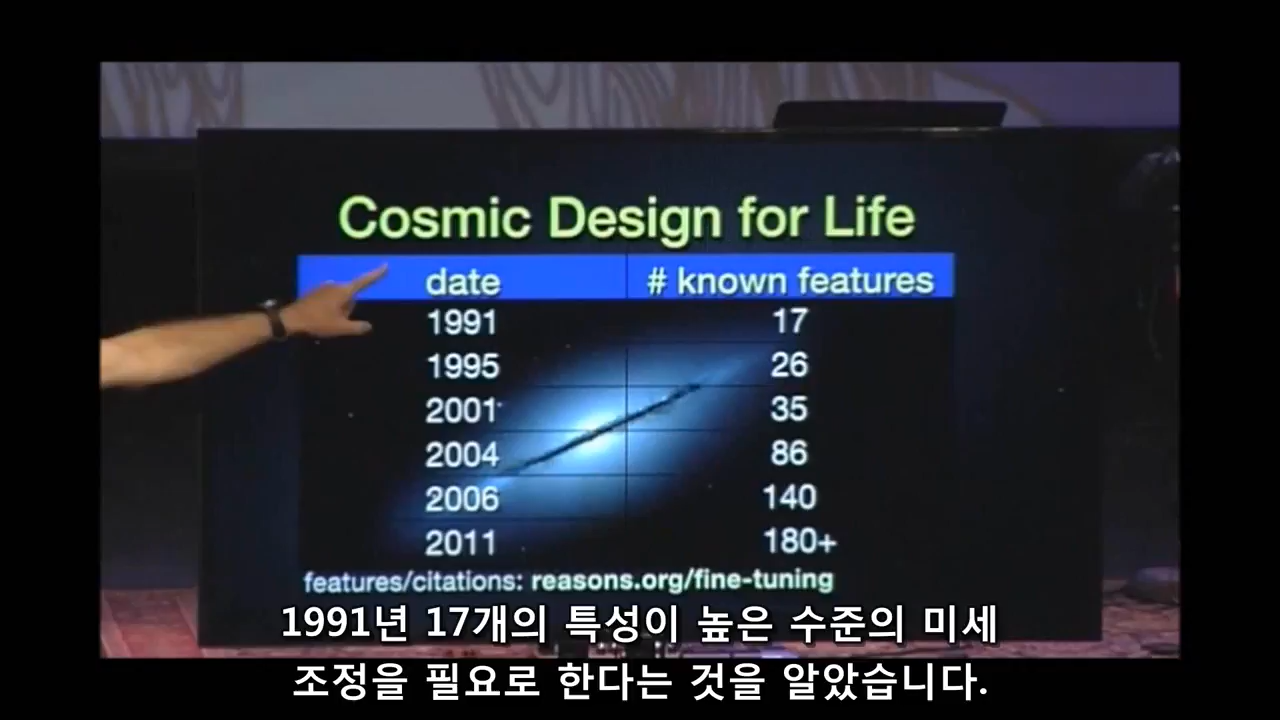 Cosmic Design for Life
date # known features
1991 17
1995 26
2001 35
2004 86
2006 140
2011 180+
features/citations: reasons.org/fine-tuning
1991년 17개의 특성이 높은 수준의 미세
조정을 필요로 한다는 것을 알았습니다.